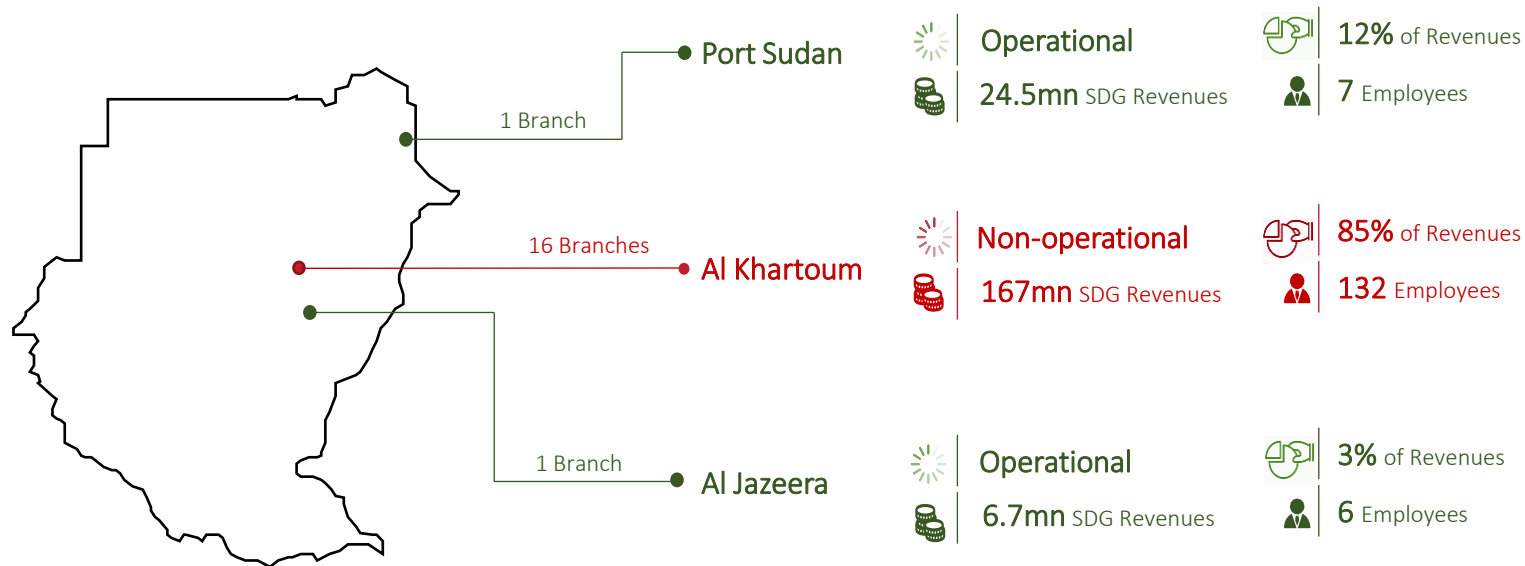 Port Sudan
1 Branch
Operational
24.5mn SDG Revenues
12% of Revenues
7 Employees
16 Branches
Al Khartoum
Non-operational
167mn SDG Revenues
85% of Revenues
132 Employees
1 Branch
Al Jazeera
Operational
6.7mn SDG Revenues
3% of Revenues
6 Employees